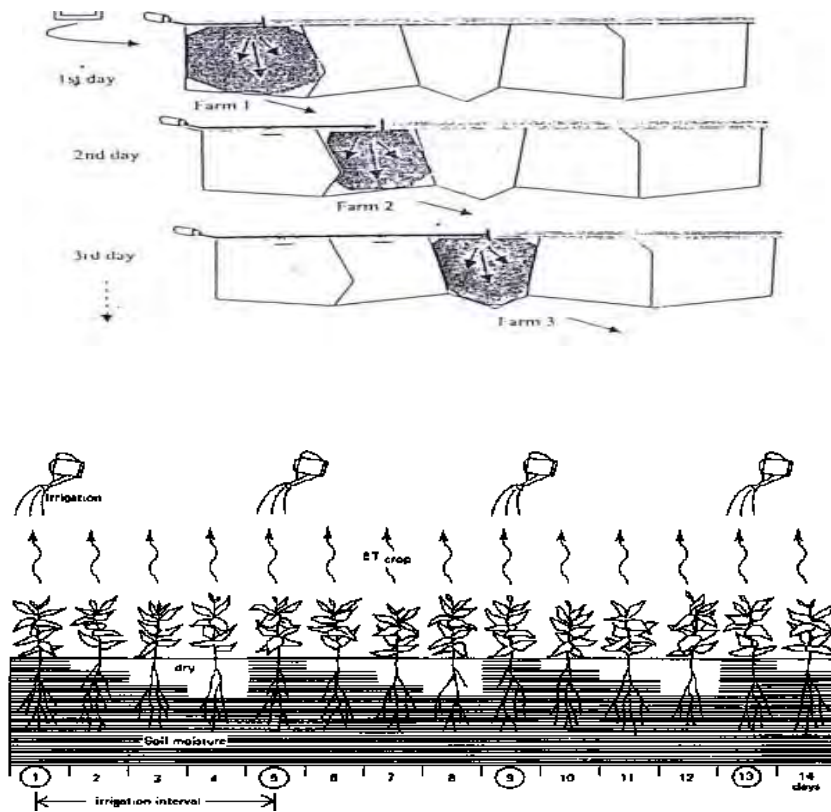 1st day
Farm 1
2nd day
Farm 2
3rd day
Farm 3
Irrigation
ET crop
dry
Soil moisture
1 2 3 4 5 6 7 8 9 10 11 12 13 14
days
irrigation interval